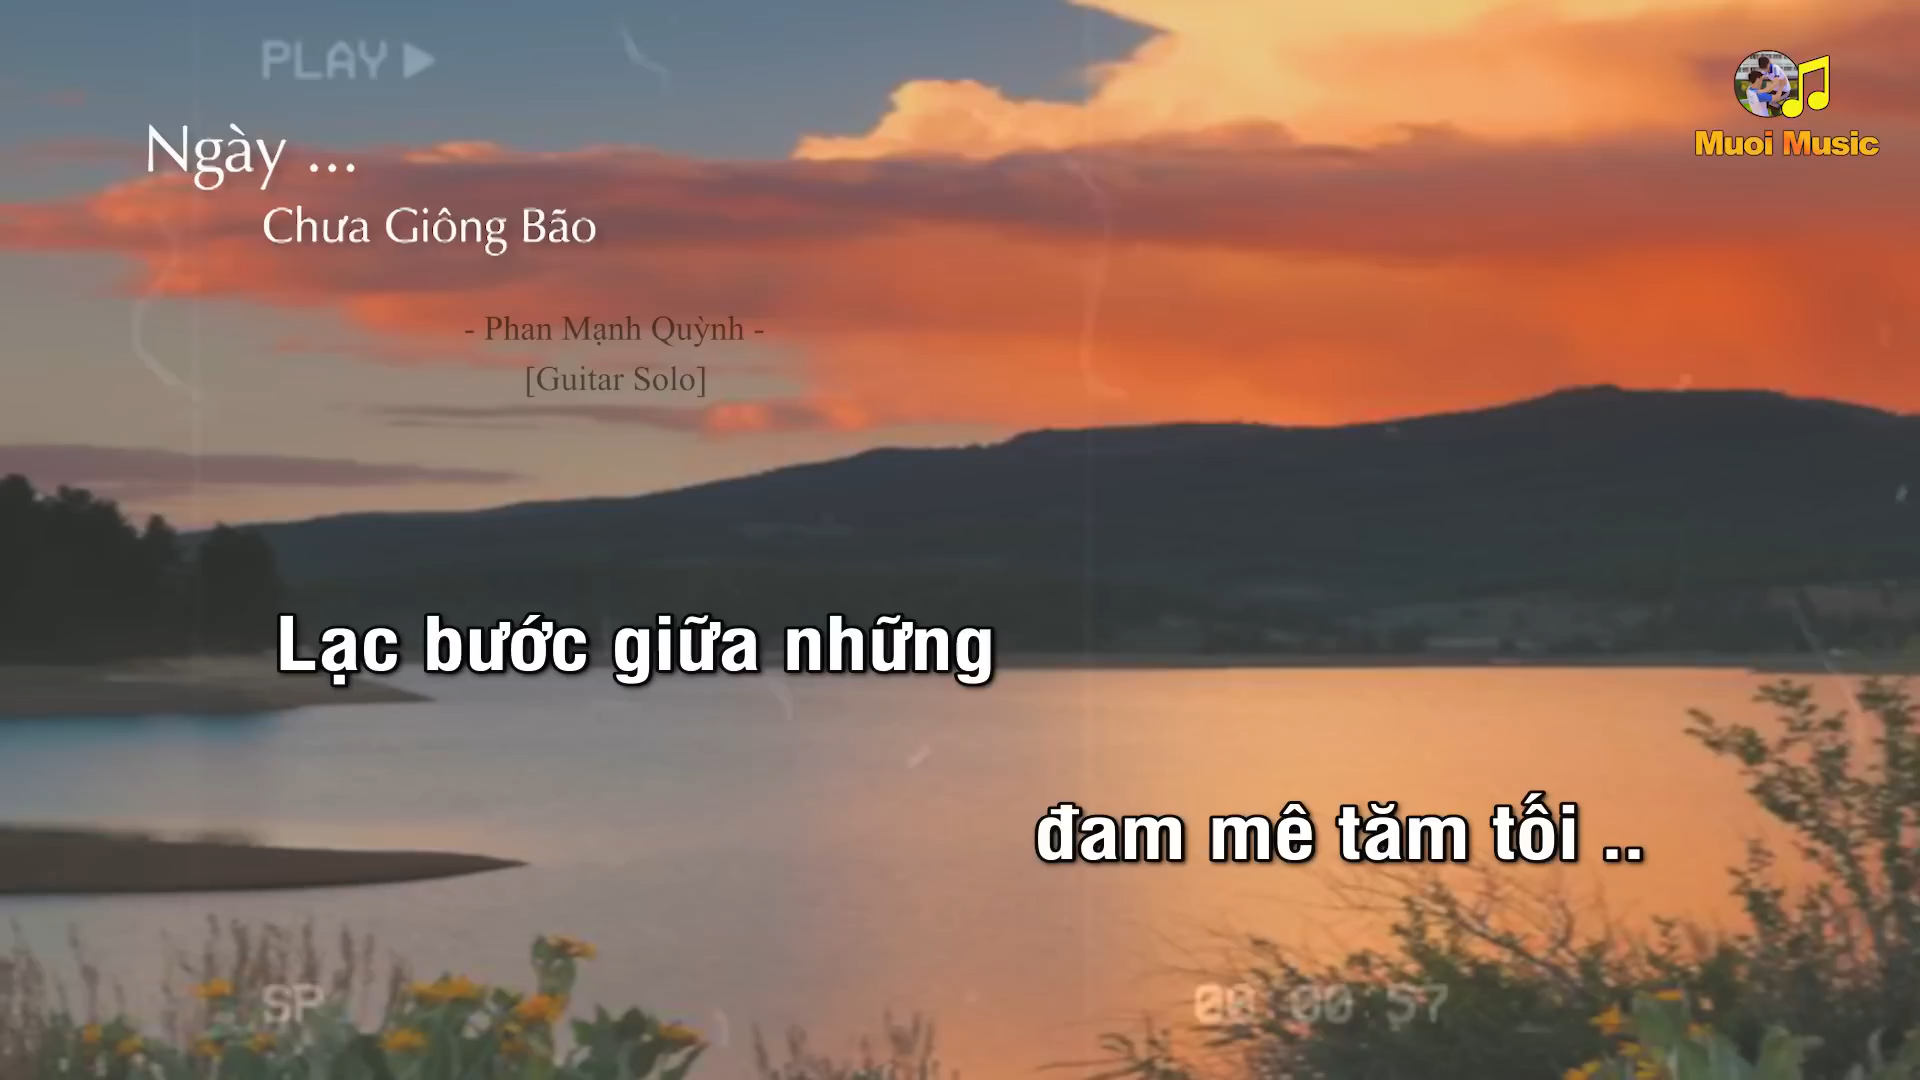 PLAY
Muoi Music
Ngày ...
Chưa Giông Bão
- Phan Mạnh Quỳnh -
[Guitar Solo]
Lạc bước giữa những
đam mê tăm tối ..
SP
00 00 57